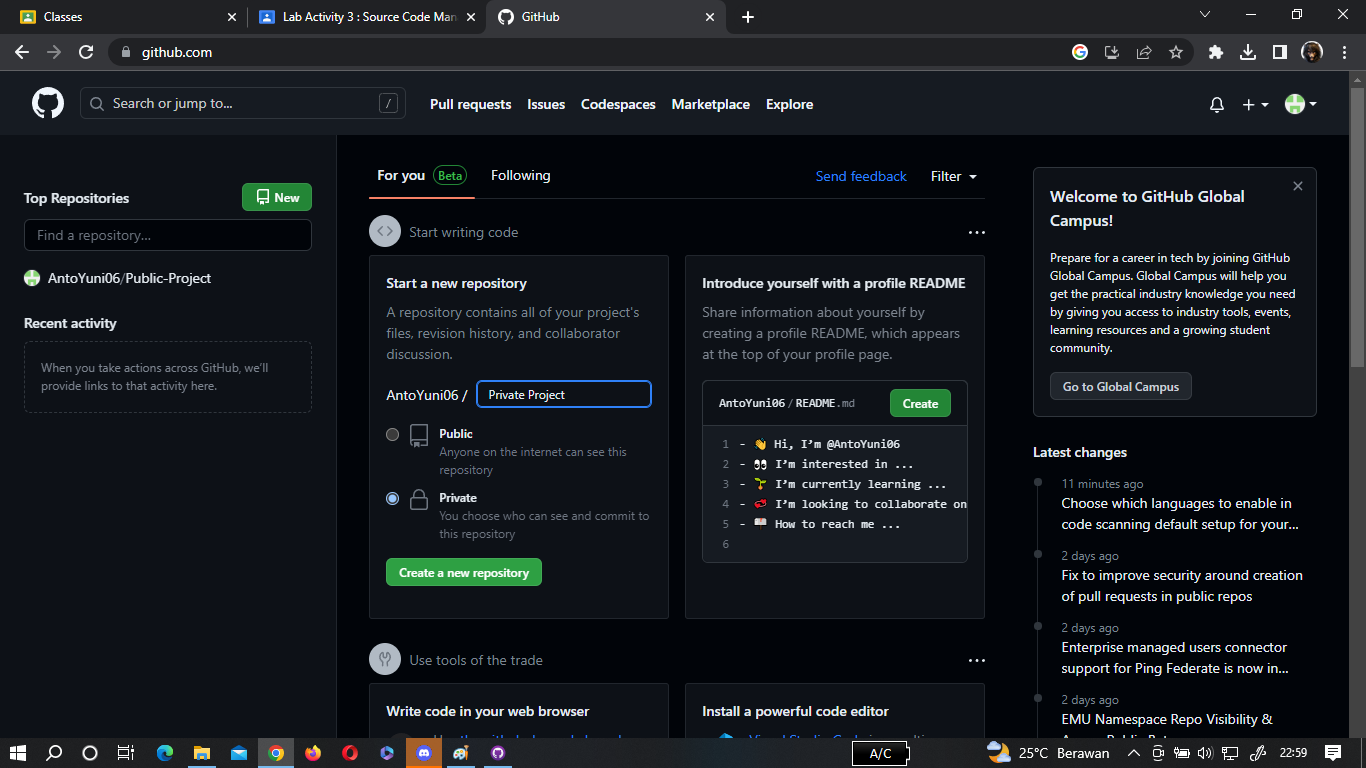 Classes
Lab Activity 3 : Source Code Man
GitHub
github.com
Search or jump to...
/
Pull requests
Issues
Codespaces
Marketplace
Explore
Top Repositories
New
Find a repository...
AntoYuni06/Public-Project
Recent activity
When you take actions across GitHub, we'll
provide links to that activity here.
For you Beta
Following
Send feedback
Filter
Start writing code
Start a new repository
A repository contains all of your project's
files, revision history, and collaborator
discussion.
AntoYuni06 / Private Project
Public
Anyone on the internet can see this
repository
Private
You choose who can see and commit to
this repository
Create a new repository
Introduce yourself with a profile README
Share information about yourself by
creating a profile README, which appears
at the top of your profile page.
AntoYuni06 / README.md
Create
1 - 👋 Hi, I'm @AntoYuni06
2 - 👀 I'm interested in ...
3 - 🌱 I'm currently learning ...
4 - 💞️ I'm looking to collaborate on
5 - 📫 How to reach me ...
6
Use tools of the trade
Write code in your web browser
Install a powerful code editor
Welcome to GitHub Global
Campus!
Prepare for a career in tech by joining GitHub
Global Campus. Global Campus will help you
get the practical industry knowledge you need
by giving you access to industry tools, events,
learning resources and a growing student
community.
Go to Global Campus
Latest changes
11 minutes ago
Choose which languages to enable in
code scanning default setup for your...
2 days ago
Fix to improve security around creation
of pull requests in public repos
2 days ago
Enterprise managed users connector
support for Ping Federate is now in...
2 days ago
EMU Namespace Repo Visibility &
A/C
25°C Berawan
22:59